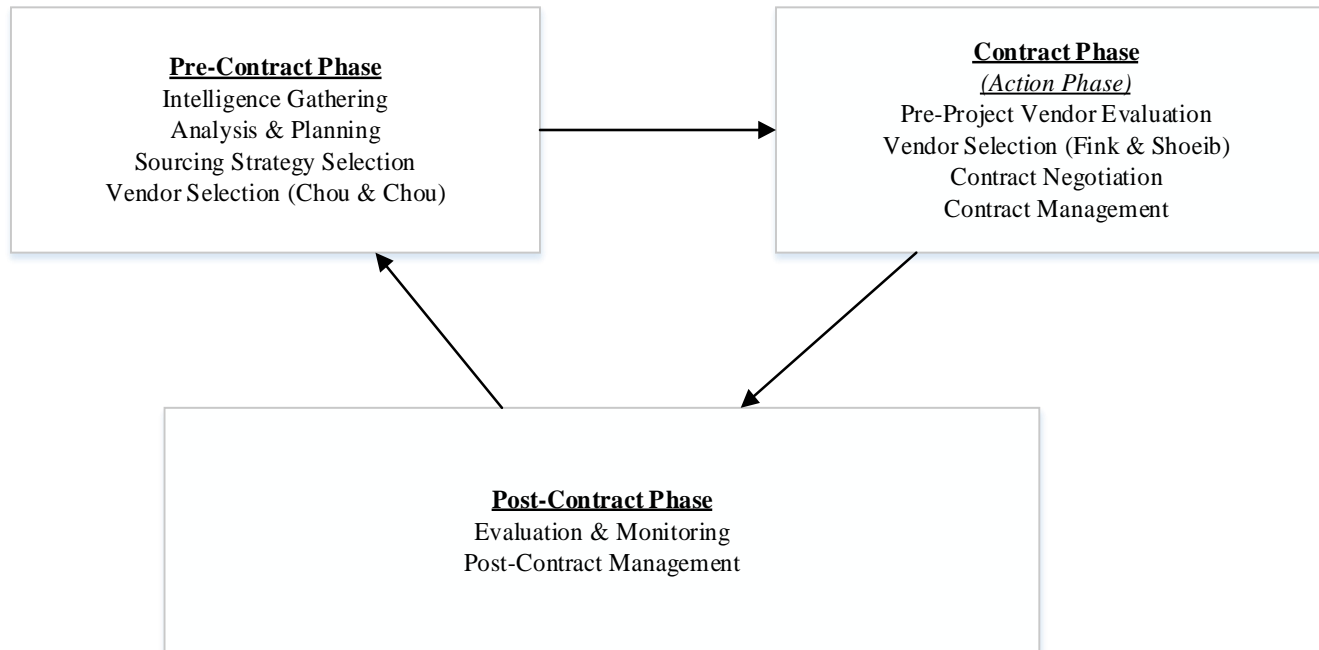 Pre-Contract Phase
Intelligence Gathering
Analysis & Planning
Sourcing Strategy Selection
Vendor Selection (Chou & Chou)
Contract Phase
(Action Phase)
Pre-Project Vendor Evaluation
Vendor Selection (Fink & Shoeib)
Contract Negotiation
Contract Management
Post-Contract Phase
Evaluation & Monitoring
Post-Contract Management